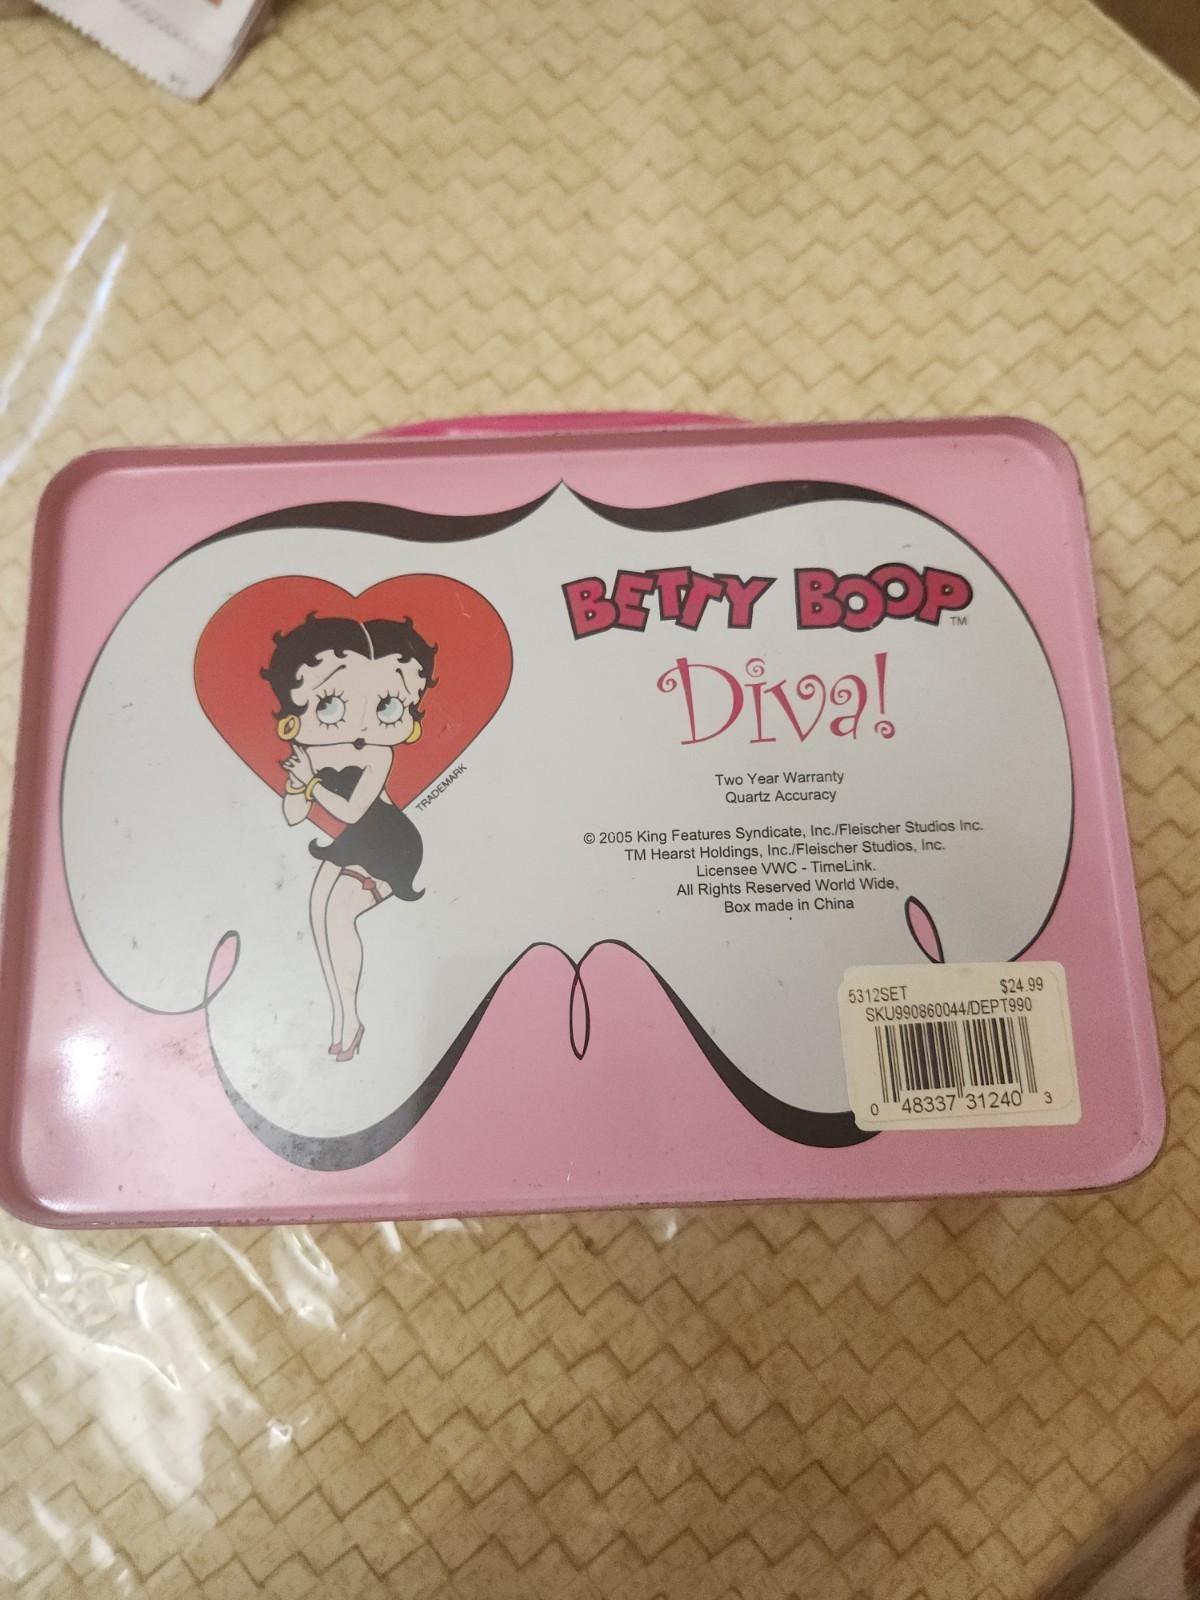 BETTY BOOP™
Diva!
TRADEMARK
Two Year Warranty
Quartz Accuracy
© 2005 King Features Syndicate, Inc./Fleischer Studios Inc.
TM Hearst Holdings, Inc./Fleischer Studios, Inc.
Licensee VWC - TimeLink.
All Rights Reserved World Wide,
Box made in China
5312SET $24.99
SKU990860044/DEPT990
0 48337 31240 3